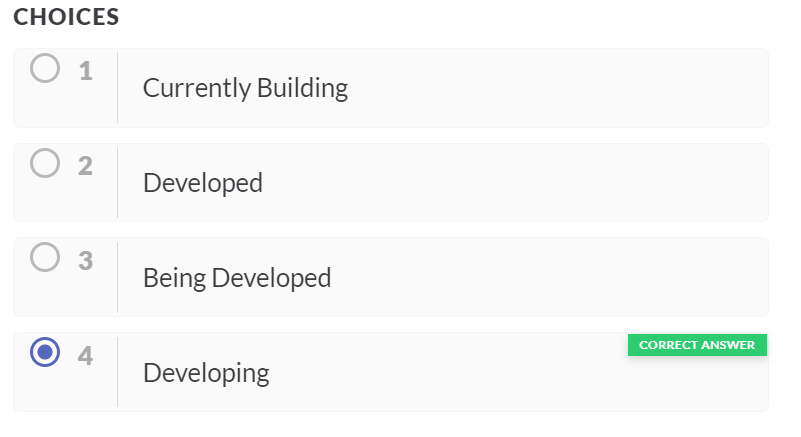 CHOICES
1
Currently Building
2
Developed
3
Being Developed
CORRECT ANSWER
4
Developing